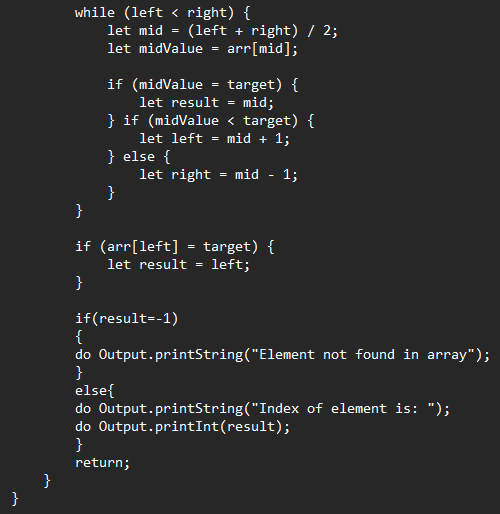 while (left < right) {
let mid = (left + right) / 2;
let midValue = arr[mid];
if (midValue = target) {
let result = mid;
} if (midValue < target) {
let left = mid + 1;
} else {
let right = mid - 1;
}
}
if (arr[left] = target) {
let result = left;
}
if(result=-1)
{
do Output.printString("Element not found in array");
}
else{
do Output.printString("Index of element is: ");
do Output.printInt(result);
}
return;
}
}